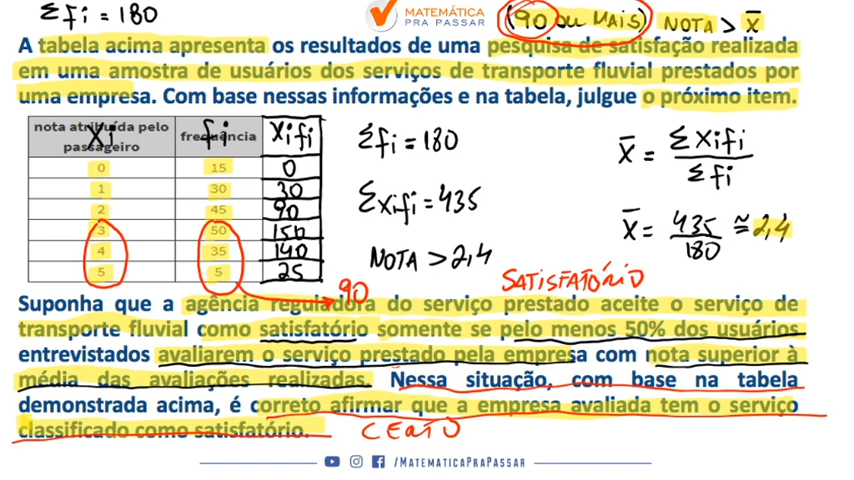 Σfi = 180
MATEMÁTICA
PRA PASSAR
(90 OU MAIS) NOTA > x̄
A tabela acima apresenta os resultados de uma pesquisa de satisfação realizada
em uma amostra de usuários dos serviços de transporte fluvial prestados por
uma empresa. Com base nessas informações e na tabela, julgue o próximo item.
nota atribuída pelo passageiro Xi frequência fi Xifi
0 15 0
1 30 30
2 45 90
3 50 150
4 35 140
5 5 25
Σfi = 180
ΣXifi = 435
NOTA > 2,4
x̄ = ΣXifi / Σfi
x̄ = 435 / 180 ≅ 2,4
90
SATISFATÓRIO
Suponha que a agência reguladora do serviço prestado aceite o serviço de
transporte fluvial como satisfatório somente se pelo menos 50% dos usuários
entrevistados avaliarem o serviço prestado pela empresa com nota superior à
média das avaliações realizadas. Nessa situação, com base na tabela
demonstrada acima, é correto afirmar que a empresa avaliada tem o serviço
classificado como satisfatório. CERTO
/MATEMATICAPRAPASSAR